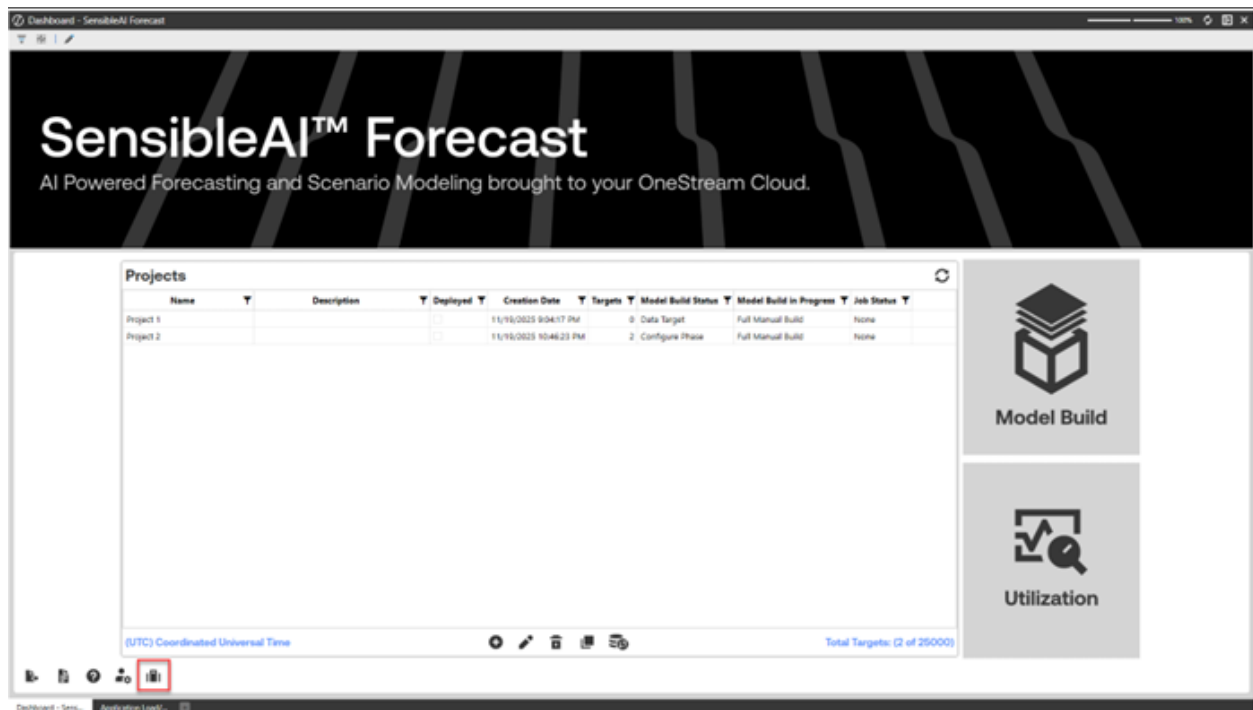 Dashboard - SensibleAI Forecast
100%
SensibleAI™ Forecast
AI Powered Forecasting and Scenario Modeling brought to your OneStream Cloud.
Projects
Name Description Deployed Creation Date Targets Model Build Status Model Build in Progress Job Status
Project 1 11/19/2025 9:04:17 PM 0 Data Target Full Manual Build None
Project 2 11/19/2025 10:46:23 PM 2 Configure Phase Full Manual Build None
Model Build
Utilization
(UTC) Coordinated Universal Time
Total Targets: (2 of 25000)
Dashboard - Sens... Application Load/...